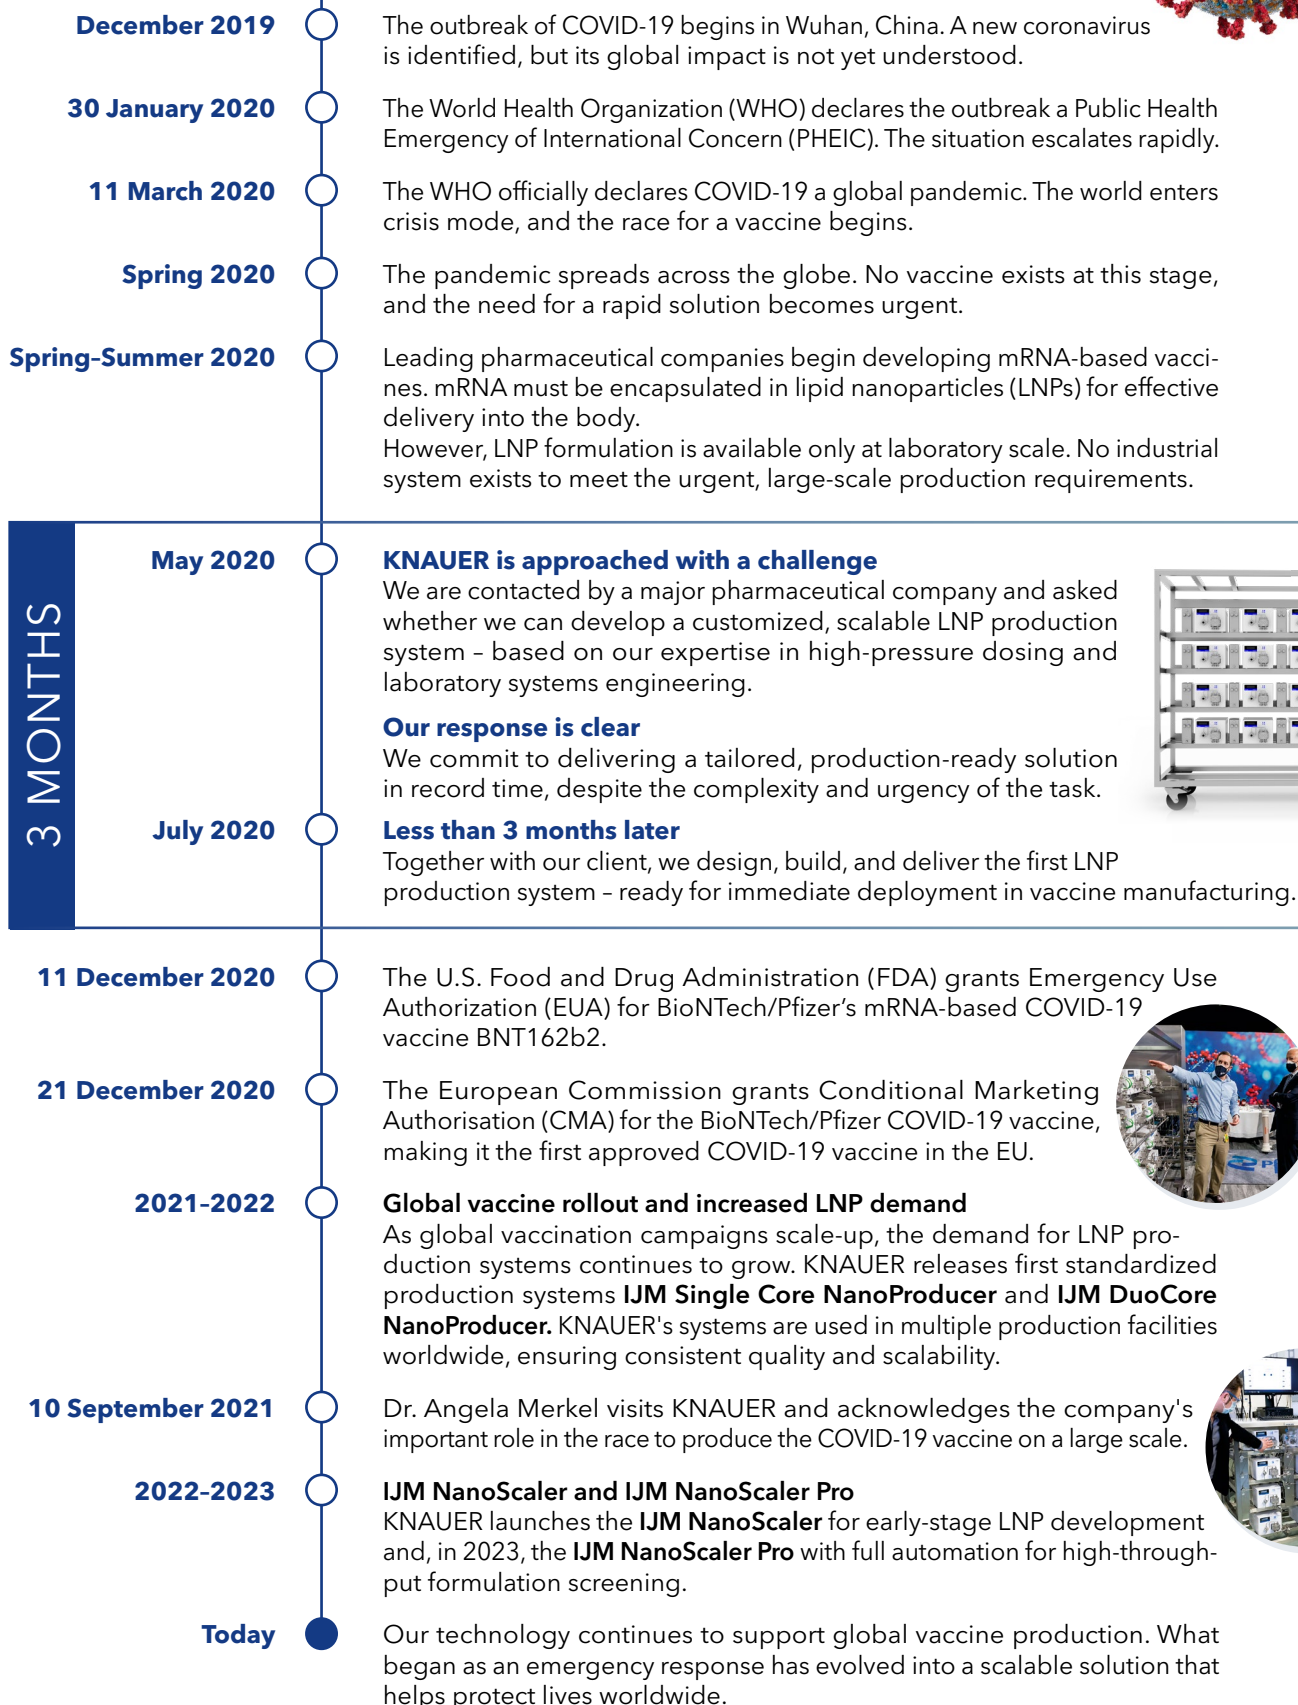 December 2019
The outbreak of COVID-19 begins in Wuhan, China. A new coronavirus
is identified, but its global impact is not yet understood.
30 January 2020
The World Health Organization (WHO) declares the outbreak a Public Health
Emergency of International Concern (PHEIC). The situation escalates rapidly.
11 March 2020
The WHO officially declares COVID-19 a global pandemic. The world enters
crisis mode, and the race for a vaccine begins.
Spring 2020
The pandemic spreads across the globe. No vaccine exists at this stage,
and the need for a rapid solution becomes urgent.
Spring–Summer 2020
Leading pharmaceutical companies begin developing mRNA-based vacci-
nes. mRNA must be encapsulated in lipid nanoparticles (LNPs) for effective
delivery into the body.
However, LNP formulation is available only at laboratory scale. No industrial
system exists to meet the urgent, large-scale production requirements.
3 MONTHS
May 2020
KNAUER is approached with a challenge
We are contacted by a major pharmaceutical company and asked
whether we can develop a customized, scalable LNP production
system – based on our expertise in high-pressure dosing and
laboratory systems engineering.
Our response is clear
We commit to delivering a tailored, production-ready solution
in record time, despite the complexity and urgency of the task.
July 2020
Less than 3 months later
Together with our client, we design, build, and deliver the first LNP
production system – ready for immediate deployment in vaccine manufacturing.
11 December 2020
The U.S. Food and Drug Administration (FDA) grants Emergency Use
Authorization (EUA) for BioNTech/Pfizer’s mRNA-based COVID-19
vaccine BNT162b2.
21 December 2020
The European Commission grants Conditional Marketing
Authorisation (CMA) for the BioNTech/Pfizer COVID-19 vaccine,
making it the first approved COVID-19 vaccine in the EU.
2021–2022
Global vaccine rollout and increased LNP demand
As global vaccination campaigns scale-up, the demand for LNP pro-
duction systems continues to grow. KNAUER releases first standardized
production systems IJM Single Core NanoProducer and IJM DuoCore
NanoProducer. KNAUER's systems are used in multiple production facilities
worldwide, ensuring consistent quality and scalability.
10 September 2021
Dr. Angela Merkel visits KNAUER and acknowledges the company's
important role in the race to produce the COVID-19 vaccine on a large scale.
2022–2023
IJM NanoScaler and IJM NanoScaler Pro
KNAUER launches the IJM NanoScaler for early-stage LNP development
and, in 2023, the IJM NanoScaler Pro with full automation for high-through-
put formulation screening.
Today
Our technology continues to support global vaccine production. What
began as an emergency response has evolved into a scalable solution that
helps protect lives worldwide.